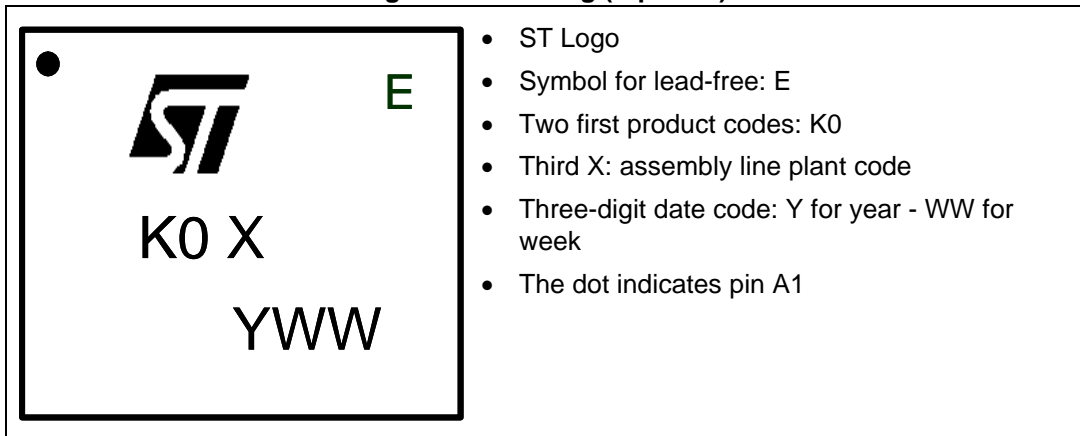 ST E
K0 X
YWW
• ST Logo
• Symbol for lead-free: E
• Two first product codes: K0
• Third X: assembly line plant code
• Three-digit date code: Y for year - WW for
week
• The dot indicates pin A1